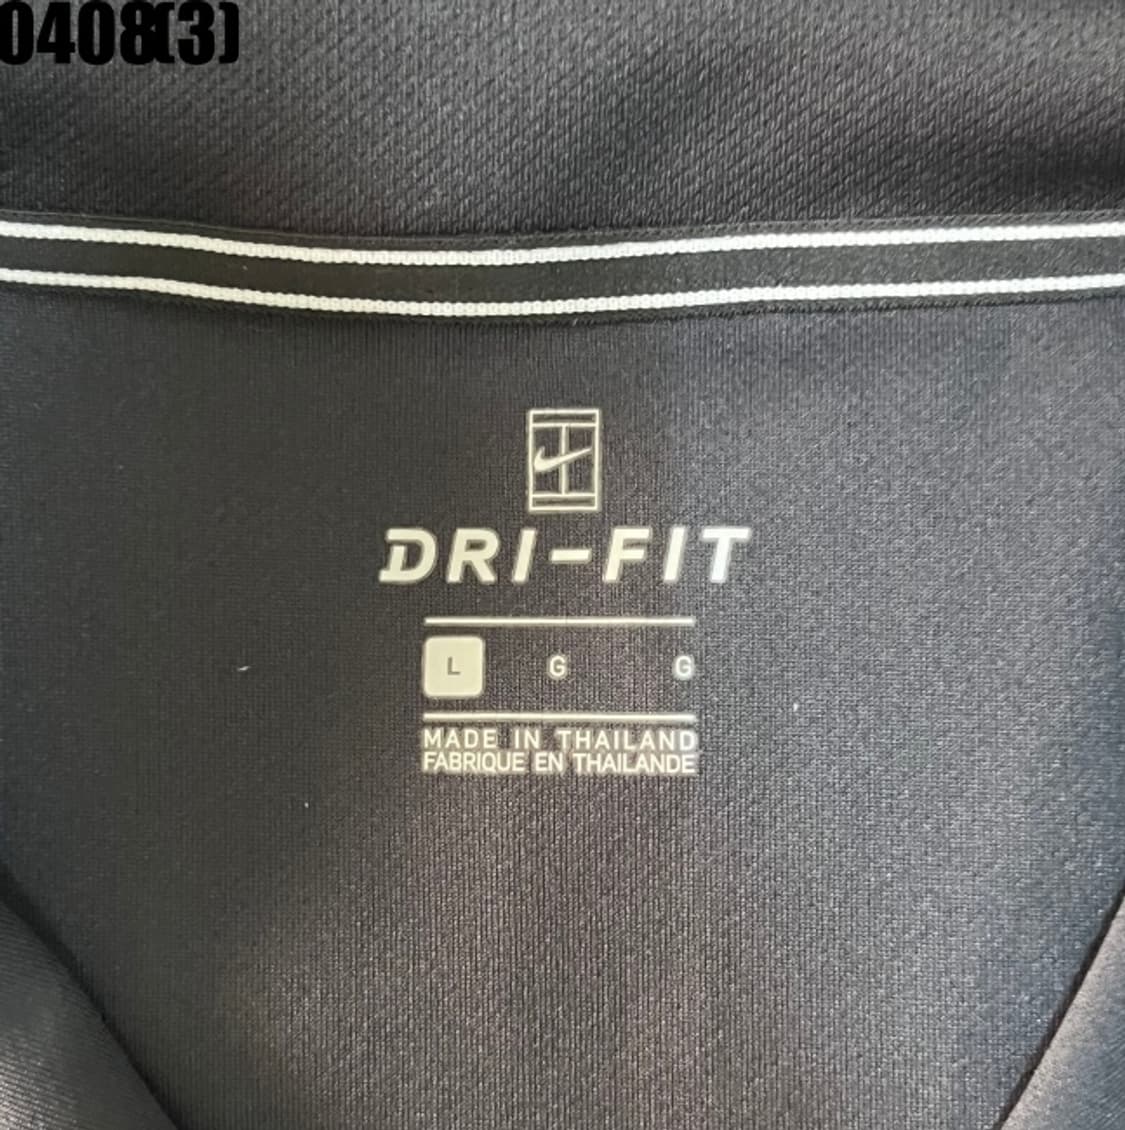 0408(3)
DRI-FIT
L G G
MADE IN THAILAND
FABRIQUE EN THAILANDE